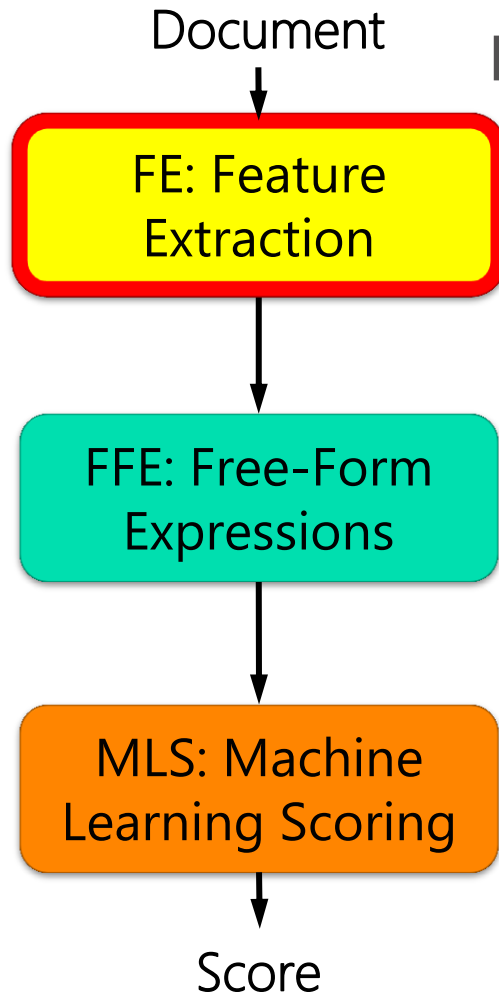 Document
FE: Feature
Extraction
FFE: Free-Form
Expressions
MLS: Machine
Learning Scoring
Score